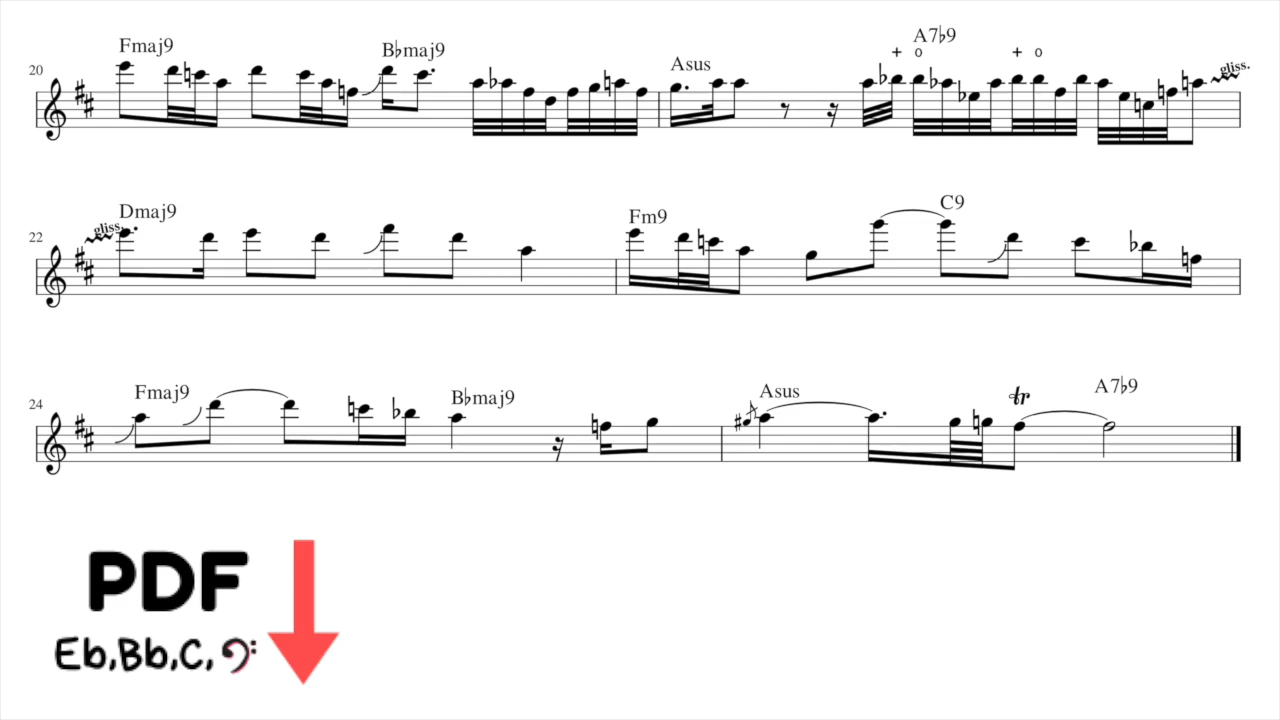 Fmaj9 B♭maj9 Asus + o A7♭9 + o gliss.
20
gliss. Dmaj9 Fm9 C9
22
Fmaj9 B♭maj9 Asus tr A7♭9
24
PDF
Eb,Bb,C,